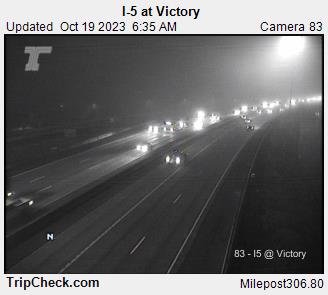 I-5 at Victory
Updated Oct 19 2023 6:35 AM Camera 83
T
N
83 - I5 @ Victory
TripCheck.com Milepost306.80